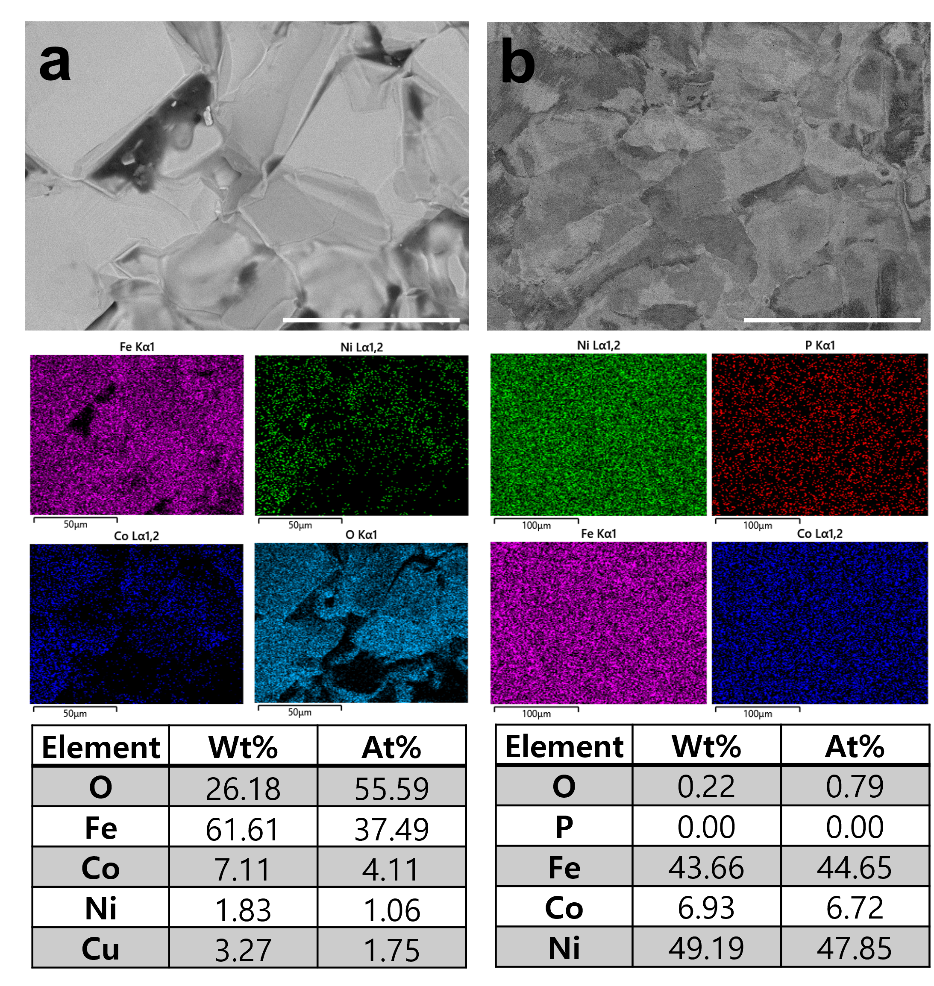 a b
Fe Kα1 Ni Lα1,2 Ni Lα1,2 P Kα1
50μm 50μm 100μm 100μm
Co Lα1,2 O Kα1 Fe Kα1 Co Lα1,2
50μm 50μm 100μm 100μm
Element Wt% At%
O 26.18 55.59
Fe 61.61 37.49
Co 7.11 4.11
Ni 1.83 1.06
Cu 3.27 1.75
Element Wt% At%
O 0.22 0.79
P 0.00 0.00
Fe 43.66 44.65
Co 6.93 6.72
Ni 49.19 47.85